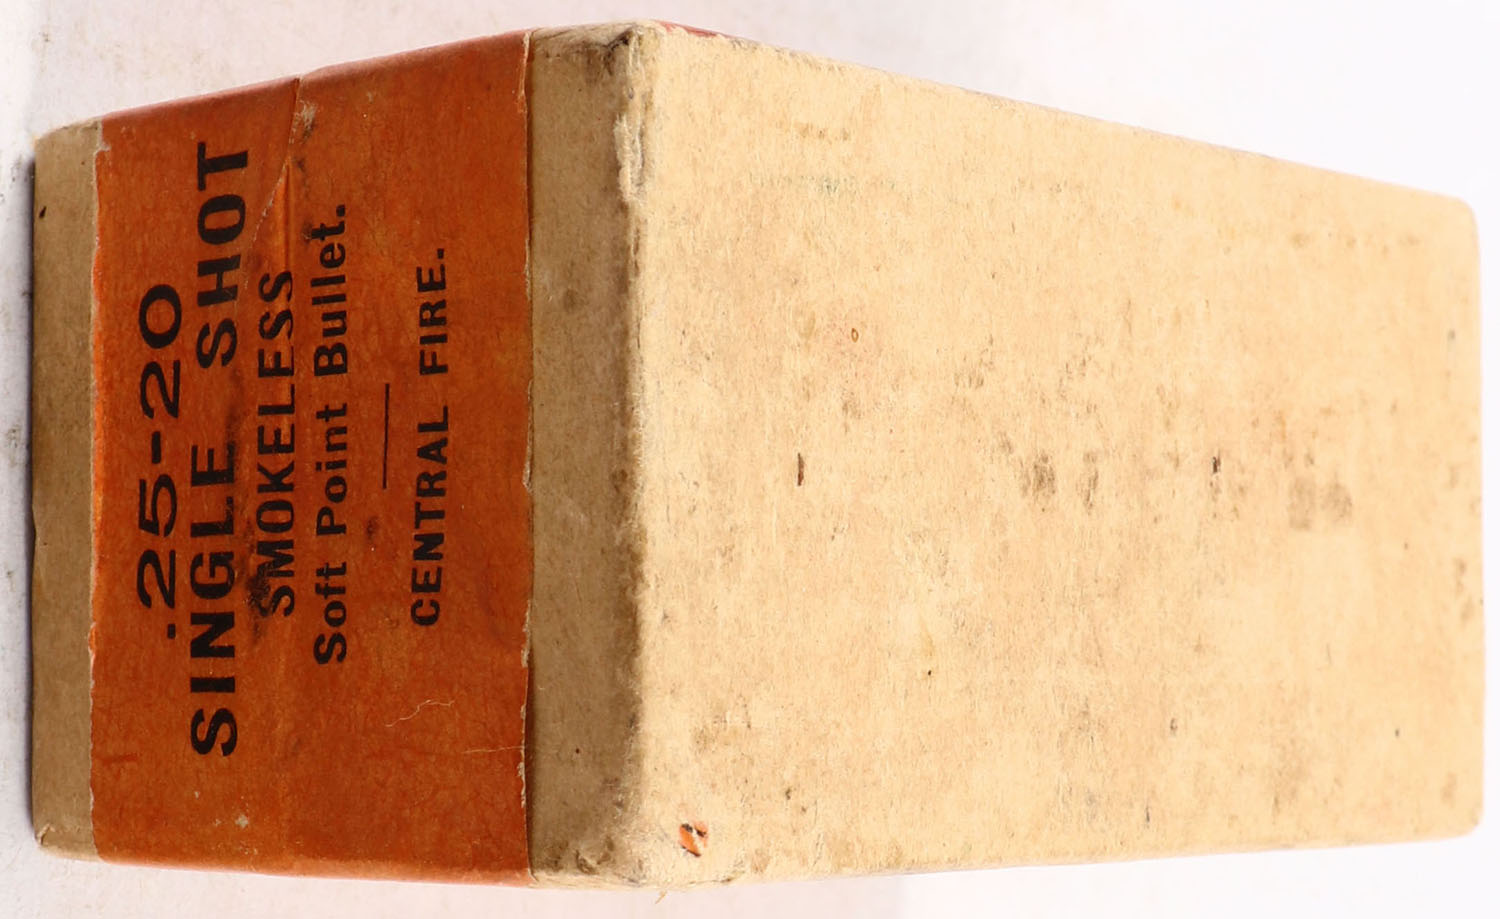 .25-20
SINGLE SHOT
SMOKELESS
Soft Point Bullet.
CENTRAL FIRE.